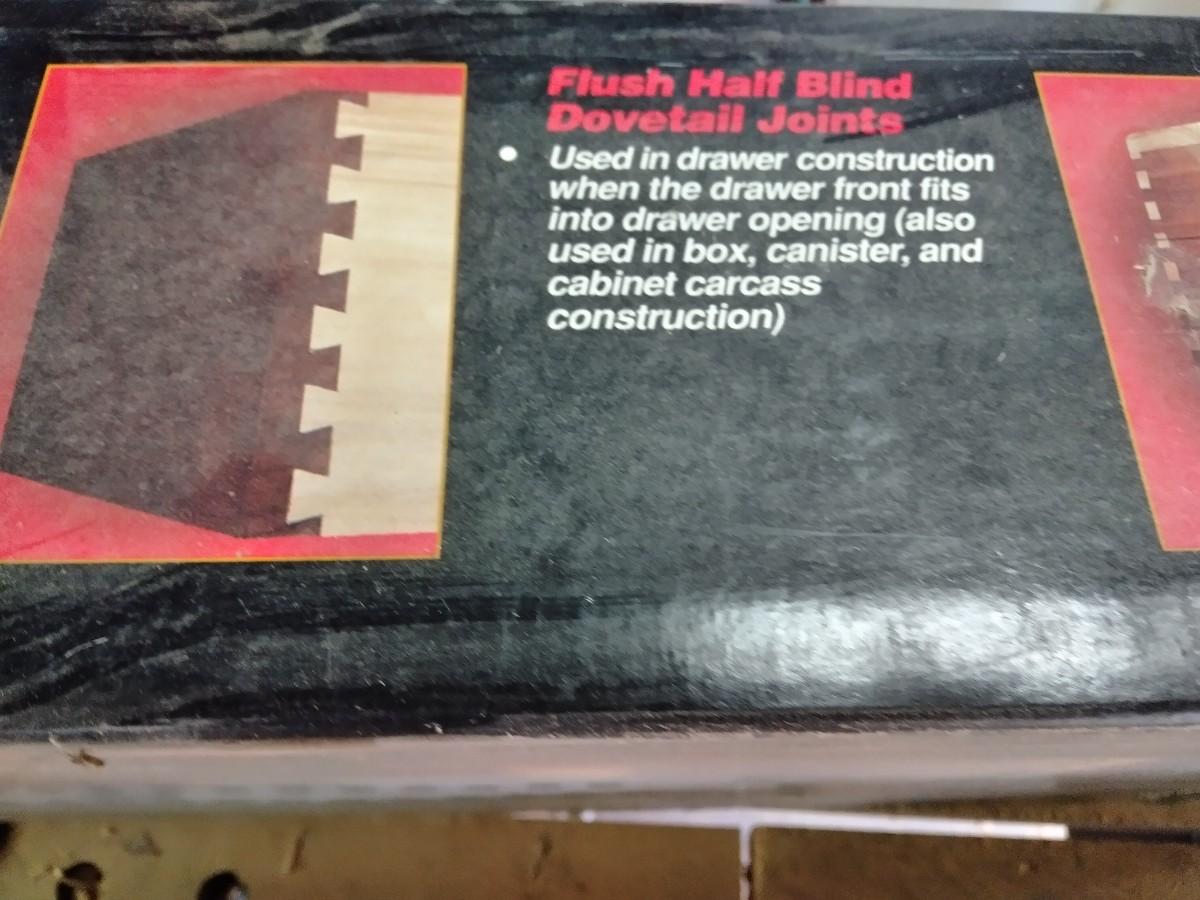 Flush Half Blind
Dovetail Joints
• Used in drawer construction
when the drawer front fits
into drawer opening (also
used in box, canister, and
cabinet carcass
construction)